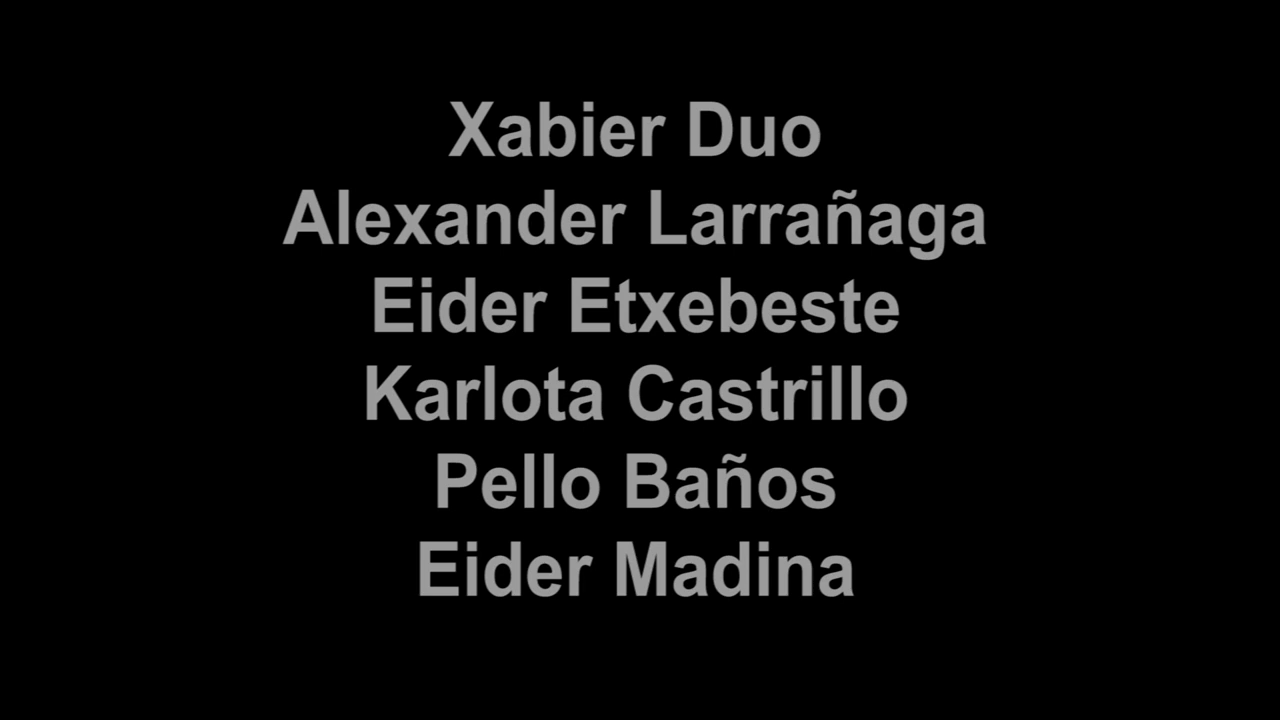 Xabier Duo
Alexander Larrañaga
Eider Etxebeste
Karlota Castrillo
Pello Baños
Eider Madina